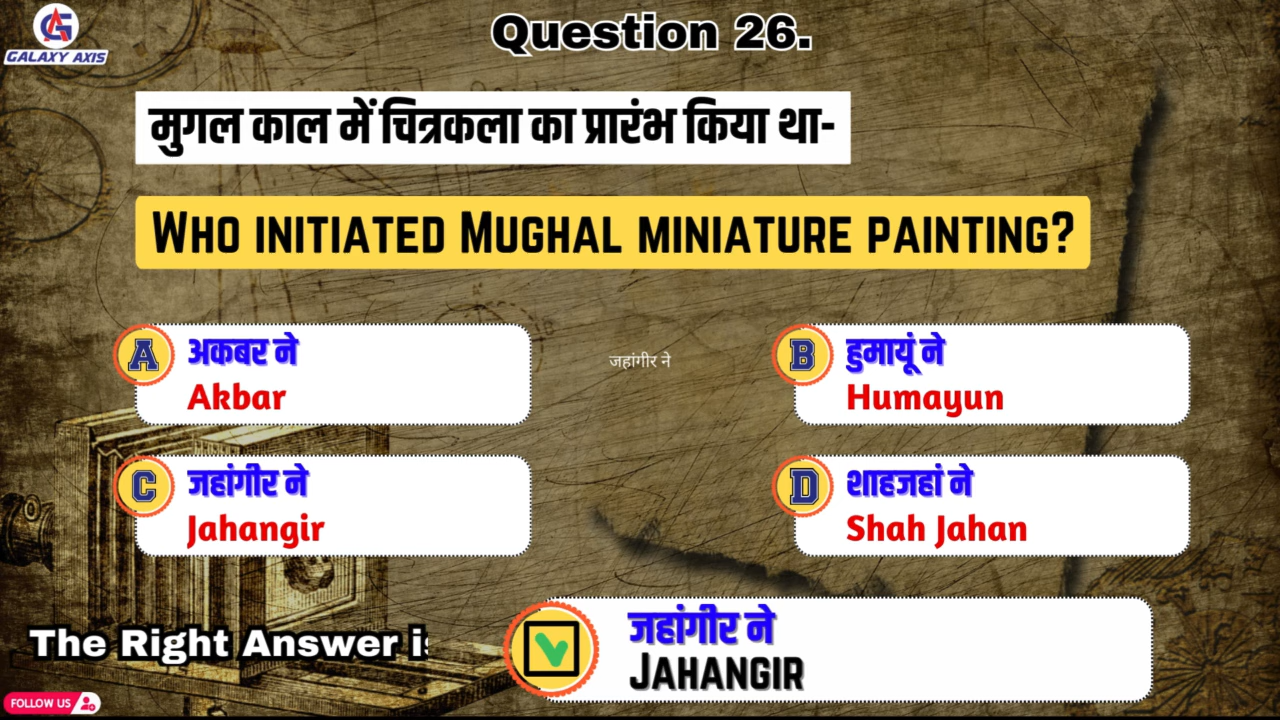 GALAXY AXIS
Question 26.
मुगल काल में चित्रकला का प्रारंभ किया था-
WHO INITIATED MUGHAL MINIATURE PAINTING?
A
अकबर ने
Akbar
जहांगीर ने
B
हुमायूं ने
Humayun
C
जहांगीर ने
Jahangir
D
शाहजहां ने
Shah Jahan
The Right Answer is
जहांगीर ने
JAHANGIR
FOLLOW US